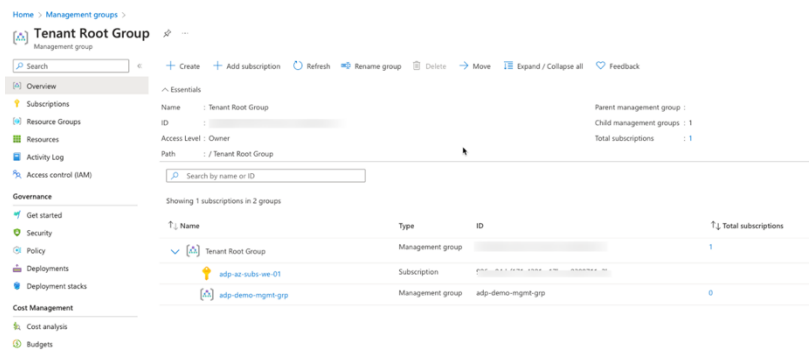 Home > Management groups >
Tenant Root Group
Management group
Search
Overview
Subscriptions
Resource Groups
Resources
Activity Log
Access control (IAM)
Governance
Get started
Security
Policy
Deployments
Deployment stacks
Cost Management
Cost analysis
Budgets
+ Create + Add subscription Refresh Rename group Delete Move Expand / Collapse all Feedback
Essentials
Name : Tenant Root Group Parent management group :
ID : Child management groups : 1
Access Level : Owner Total subscriptions : 1
Path : / Tenant Root Group
Search by name or ID
Showing 1 subscriptions in 2 groups
Name Type ID Total subscriptions
Tenant Root Group Management group 1
adp-az-subs-we-01 Subscription
adp-demo-mgmt-grp Management group adp-demo-mgmt-grp 0